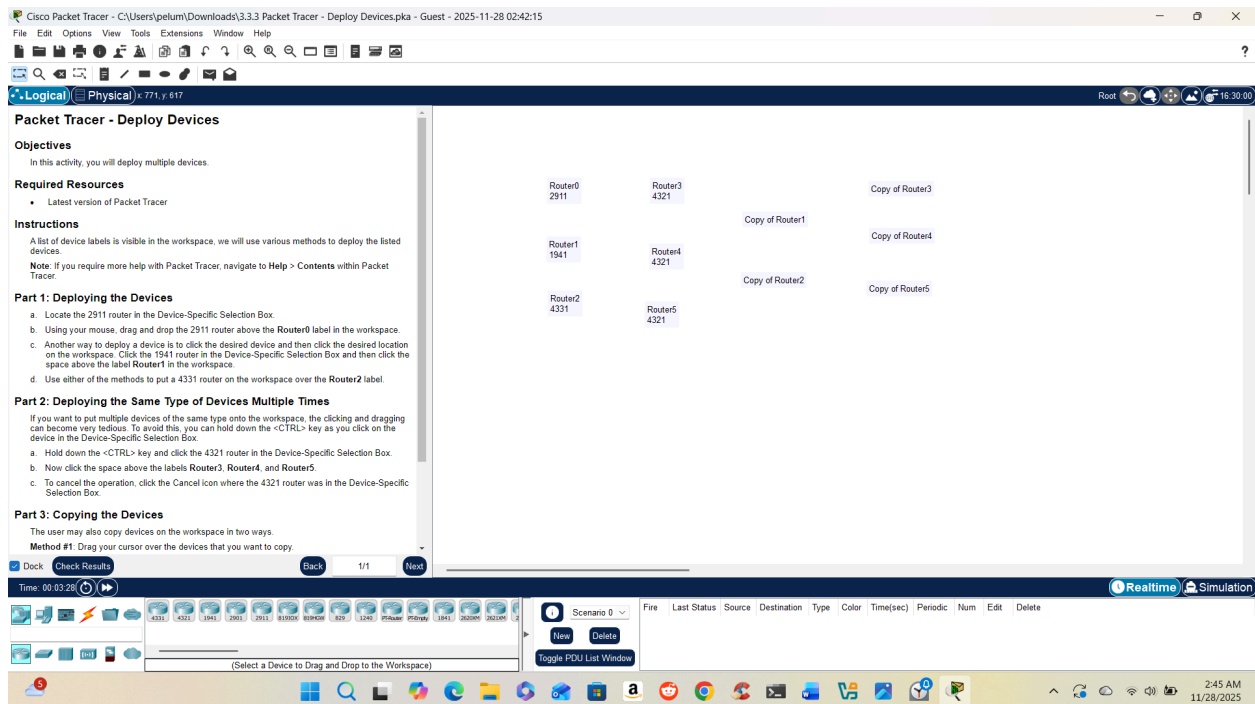 Cisco Packet Tracer - C:\Users\pelum\Downloads\3.3.3 Packet Tracer - Deploy Devices.pka - Guest - 2025-11-28 02:42:15
File Edit Options View Tools Extensions Window Help
?
Logical Physical x: 771, y: 617
Root 16:30:00
Packet Tracer - Deploy Devices
Objectives
In this activity, you will deploy multiple devices.
Required Resources
• Latest version of Packet Tracer
Instructions
A list of device labels is visible in the workspace, we will use various methods to deploy the listed
devices.
Note: If you require more help with Packet Tracer, navigate to Help > Contents within Packet
Tracer.
Part 1: Deploying the Devices
a. Locate the 2911 router in the Device-Specific Selection Box.
b. Using your mouse, drag and drop the 2911 router above the Router0 label in the workspace.
c. Another way to deploy a device is to click the desired device and then click the desired location
on the workspace. Click the 1941 router in the Device-Specific Selection Box and then click the
space above the label Router1 in the workspace.
d. Use either of the methods to put a 4331 router on the workspace over the Router2 label.
Part 2: Deploying the Same Type of Devices Multiple Times
If you want to put multiple devices of the same type onto the workspace, the clicking and dragging
can become very tedious. To avoid this, you can hold down the <CTRL> key as you click on the
device in the Device-Specific Selection Box.
a. Hold down the <CTRL> key and click the 4321 router in the Device-Specific Selection Box.
b. Now click the space above the labels Router3, Router4, and Router5.
c. To cancel the operation, click the Cancel icon where the 4321 router was in the Device-Specific
Selection Box.
Part 3: Copying the Devices
The user may also copy devices on the workspace in two ways.
Method #1: Drag your cursor over the devices that you want to copy.
Dock Check Results Back 1/1 Next
Router0
2911
Router3
4321
Copy of Router3
Copy of Router1
Router1
1941
Router4
4321
Copy of Router4
Copy of Router2
Router2
4331
Router5
4321
Copy of Router5
Time: 00:03:28
Realtime Simulation
4331 4321 1941 2901 2911 819IOX 819HGW 829 1240 PT-Router PT-Empty 1841 2620XM 2621XM 2
(Select a Device to Drag and Drop to the Workspace)
Scenario 0
New Delete
Toggle PDU List Window
Fire Last Status Source Destination Type Color Time(sec) Periodic Num Edit Delete
5
a
2:45 AM
11/28/2025